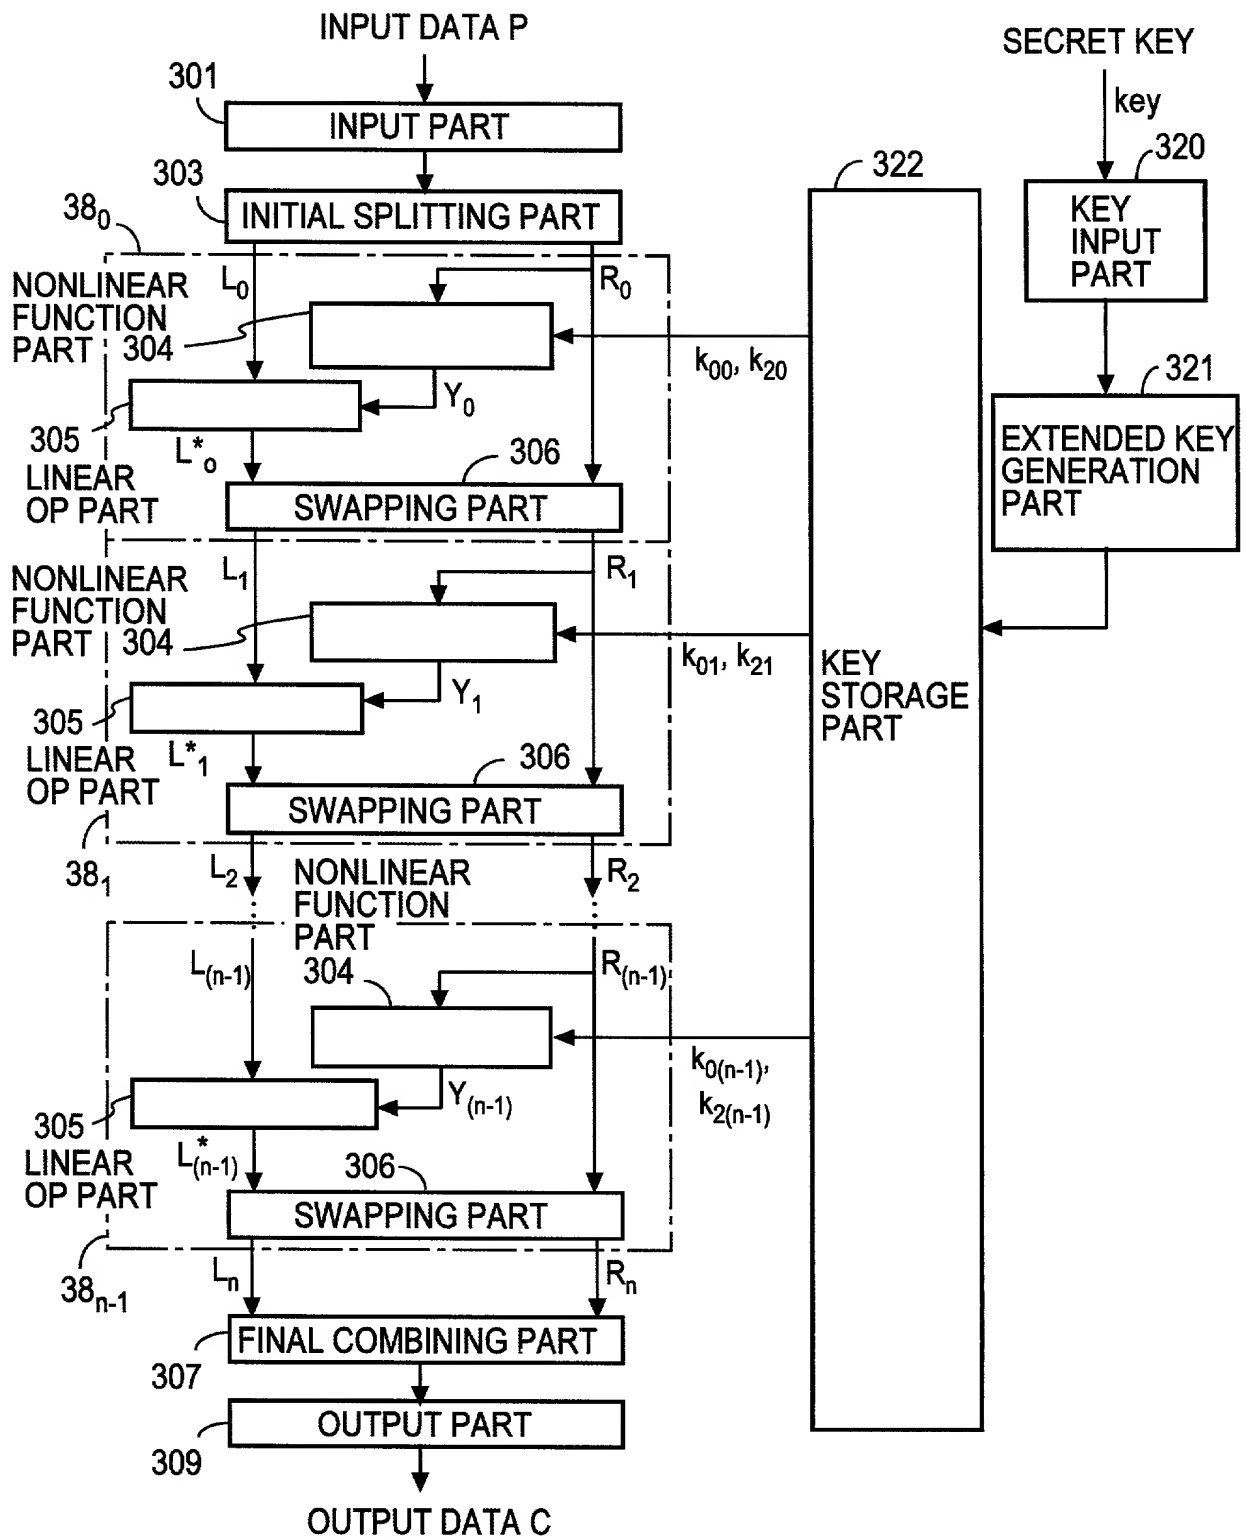 INPUT DATA P
SECRET KEY
301
INPUT PART
key
320
303
INITIAL SPLITTING PART
322
KEY
INPUT
PART
38₀
L₀
R₀
NONLINEAR
FUNCTION
PART
304
k₀₀, k₂₀
321
Y₀
305
L*₀
LINEAR
OP PART
306
SWAPPING PART
EXTENDED KEY
GENERATION
PART
L₁
R₁
NONLINEAR
FUNCTION
PART
304
k₀₁, k₂₁
KEY
STORAGE
PART
Y₁
305
L*₁
LINEAR
OP PART
306
SWAPPING PART
38₁
L₂
R₂
NONLINEAR
FUNCTION
PART
304
L₍ₙ₋₁₎
R₍ₙ₋₁₎
k₀₍ₙ₋₁₎,
k₂₍ₙ₋₁₎
Y₍ₙ₋₁₎
305
L*₍ₙ₋₁₎
LINEAR
OP PART
306
SWAPPING PART
38ₙ₋₁
Lₙ
Rₙ
FINAL COMBINING PART
307
OUTPUT PART
309
OUTPUT DATA C